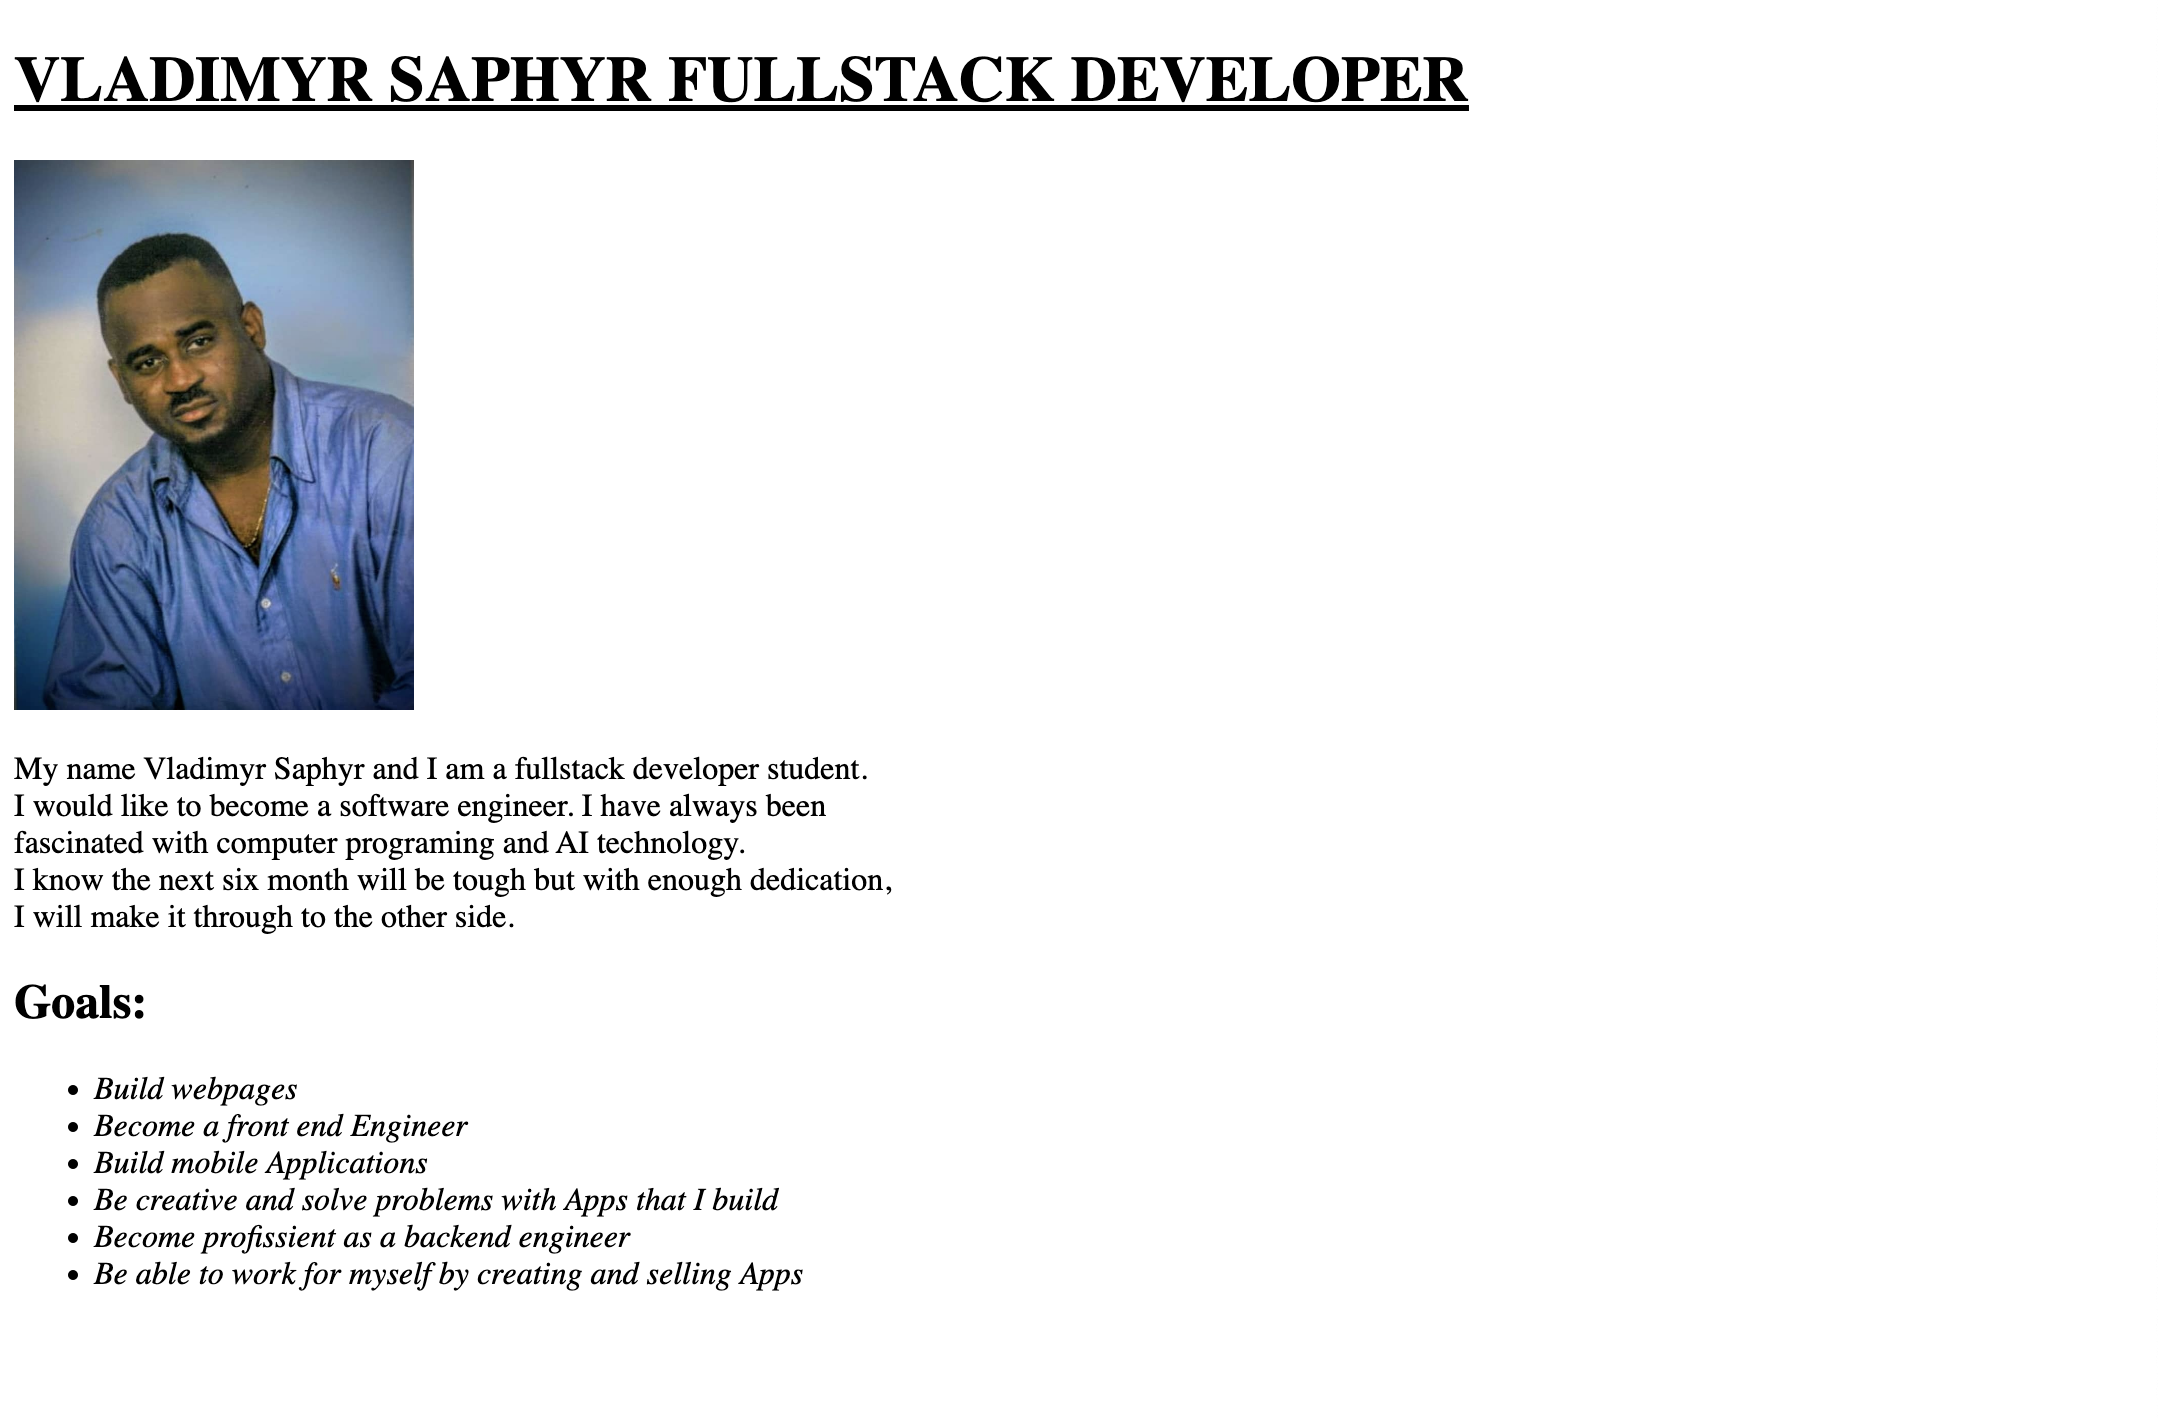 VLADIMYR SAPHYR FULLSTACK DEVELOPER
My name Vladimyr Saphyr and I am a fullstack developer student.
I would like to become a software engineer. I have always been
fascinated with computer programing and AI technology.
I know the next six month will be tough but with enough dedication,
I will make it through to the other side.
Goals:
• Build webpages
• Become a front end Engineer
• Build mobile Applications
• Be creative and solve problems with Apps that I build
• Become profissient as a backend engineer
• Be able to work for myself by creating and selling Apps